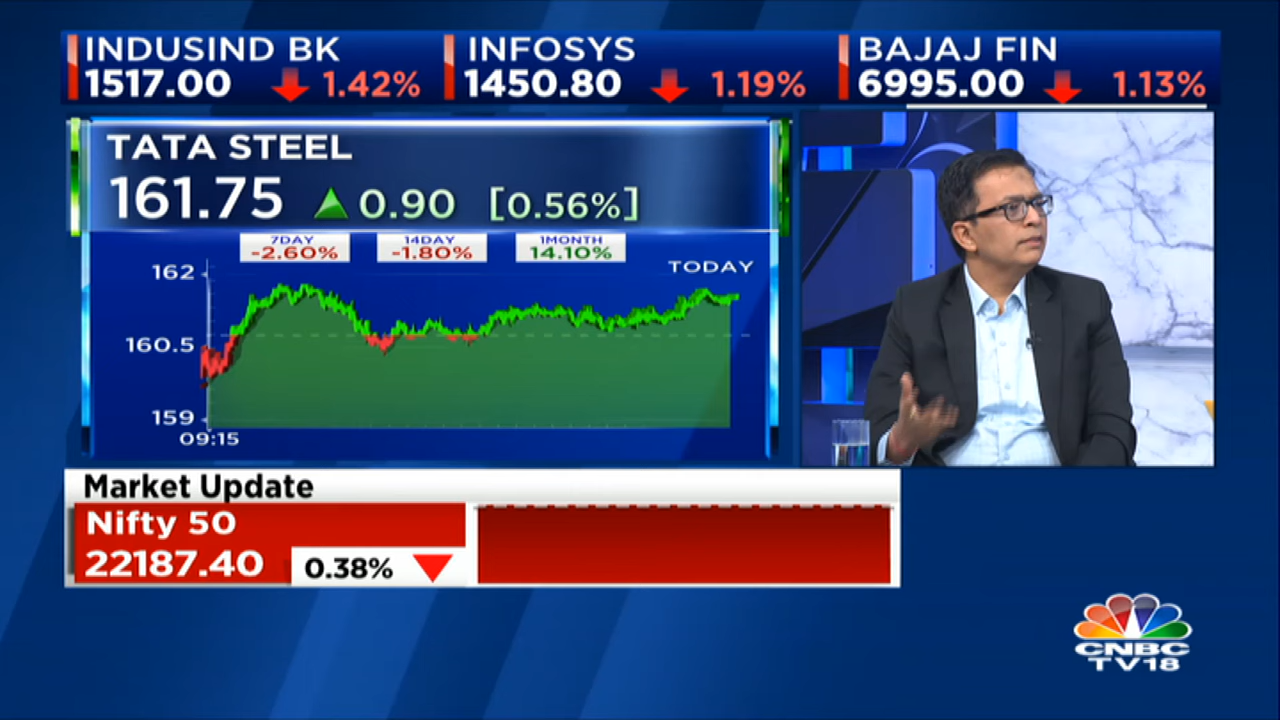 INDUSIND BK
1517.00 1.42%
INFOSYS
1450.80 1.19%
BAJAJ FIN
6995.00 1.13%
TATA STEEL
161.75 0.90 [0.56%]
7DAY
-2.60%
14DAY
-1.80%
1MONTH
14.10%
TODAY
162
160.5
159
09:15
Market Update
Nifty 50
22187.40 0.38%
CNBC
TV18